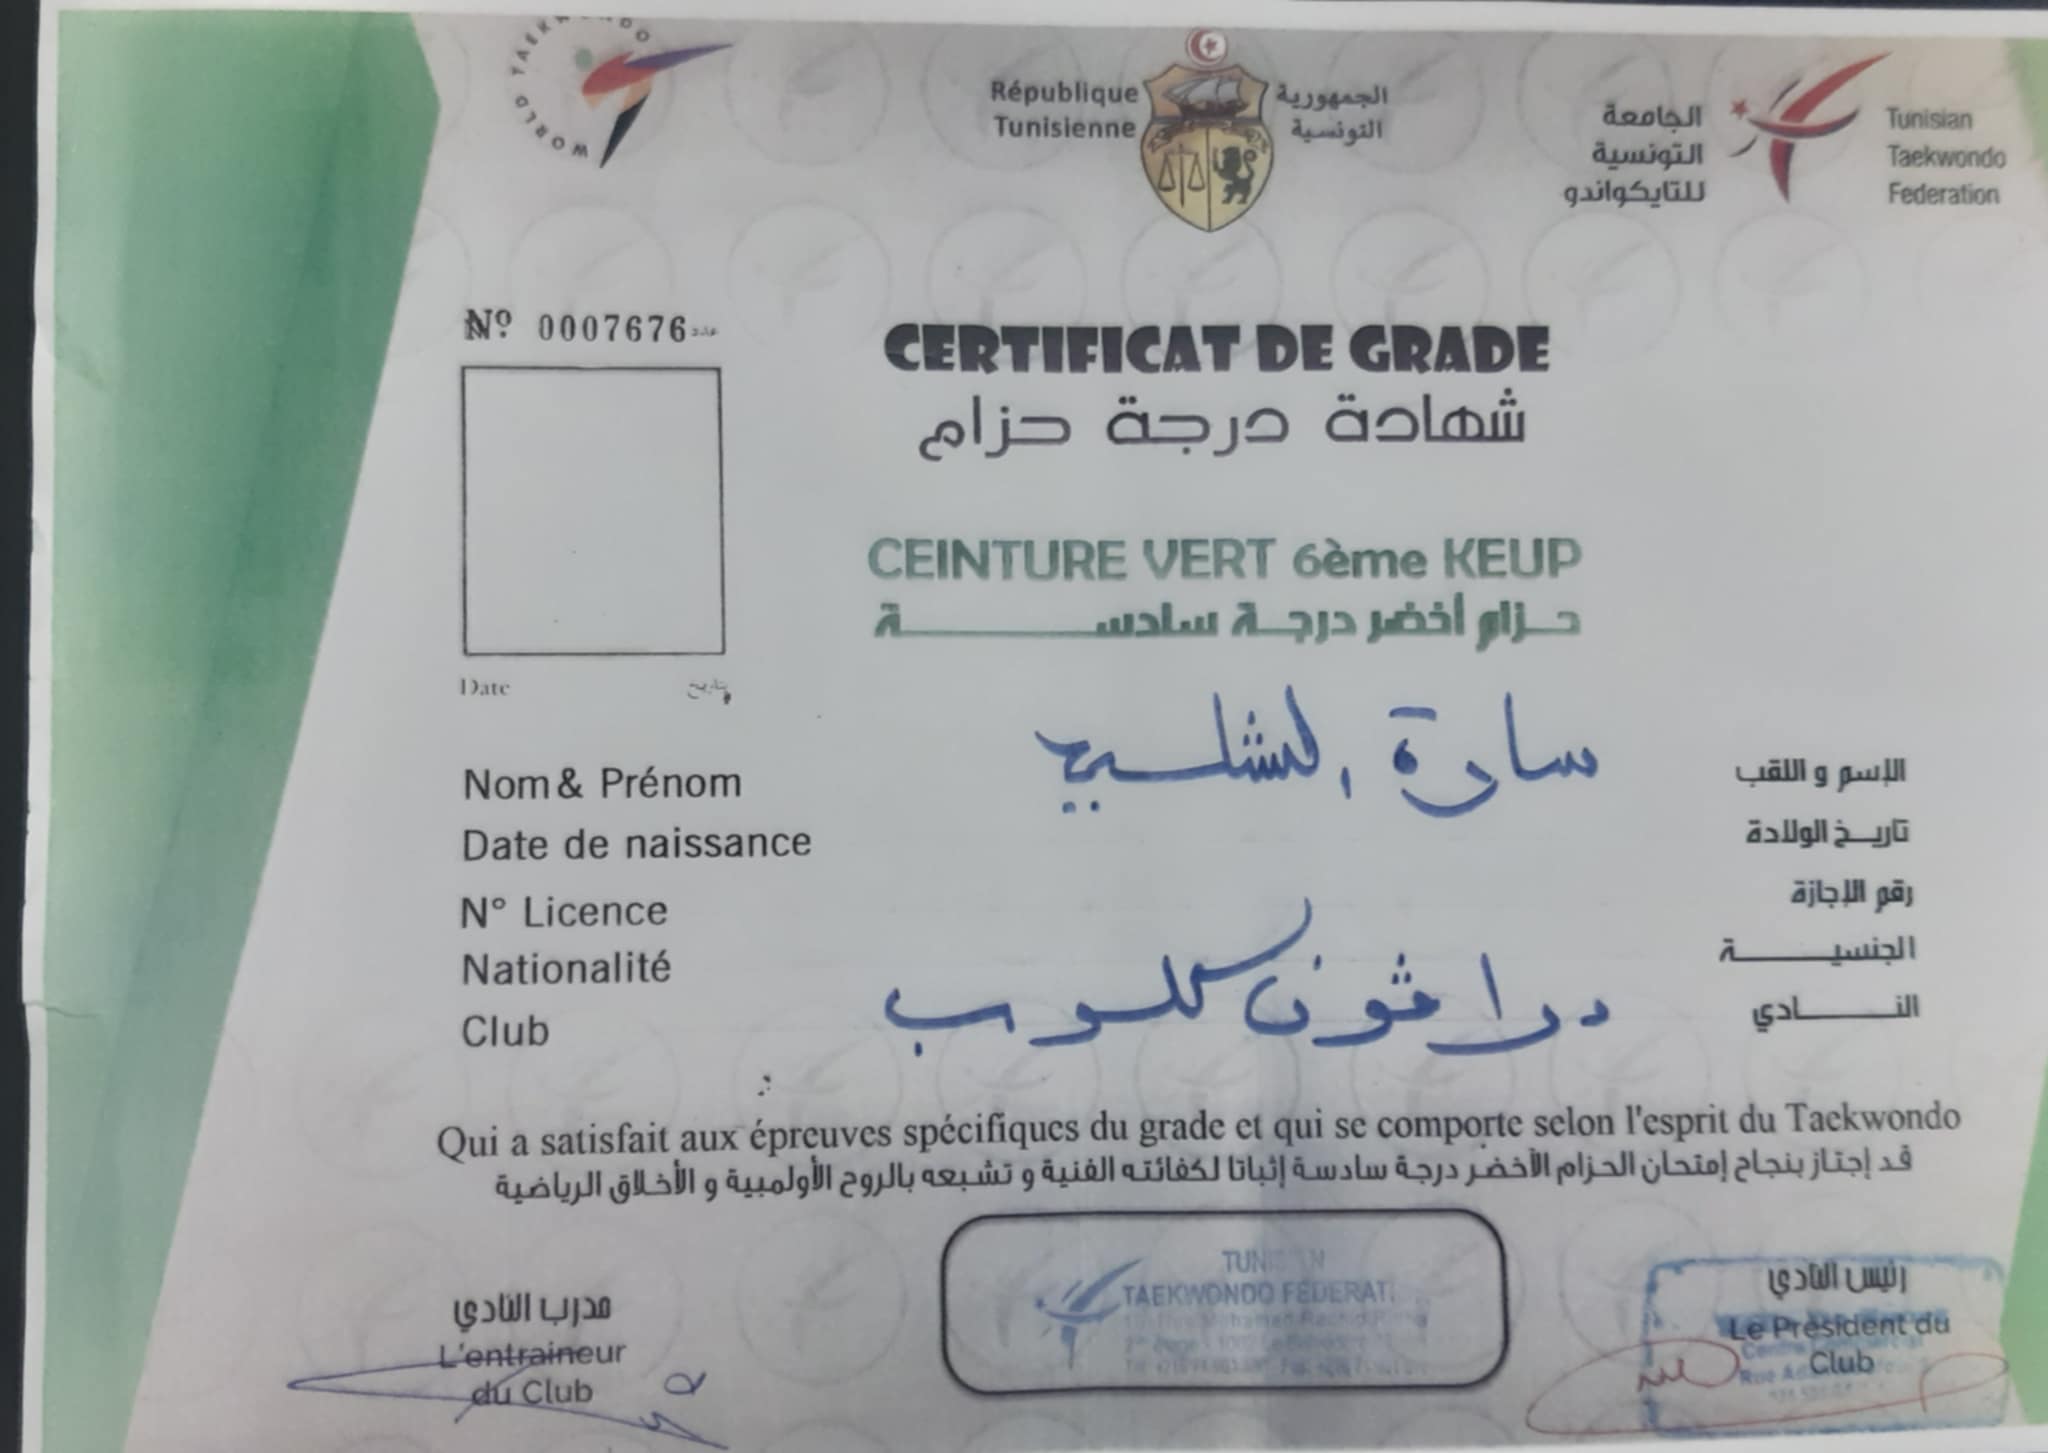 WORLD TAEKWONDO
République
Tunisienne
الجمهورية
التونسية
الجامعة
التونسية
للتايكواندو
Tunisian
Taekwondo
Federation
Nº 0007676 عدد
CERTIFICAT DE GRADE
شهادة درجة حزام
CEINTURE VERT 6ème KEUP
حزام أخضر درجة سادسة
Date تاريخ
Nom & Prénom سارة الشلبي الإسم و اللقب
Date de naissance تاريخ الولادة
N° Licence رقم الإجازة
Nationalité الجنسية
Club دراڨون كلوب النادي
Qui a satisfait aux épreuves spécifiques du grade et qui se comporte selon l'esprit du Taekwondo
قد إجتاز بنجاح إمتحان الحزام الأخضر درجة سادسة إثباتا لكفائته الفنية و تشبعه بالروح الأولمبية و الأخلاق الرياضية
مدرب النادي
L'entraineur
du Club
TAEKWONDO FEDERATI
رئيس النادي
Le Président du
Club